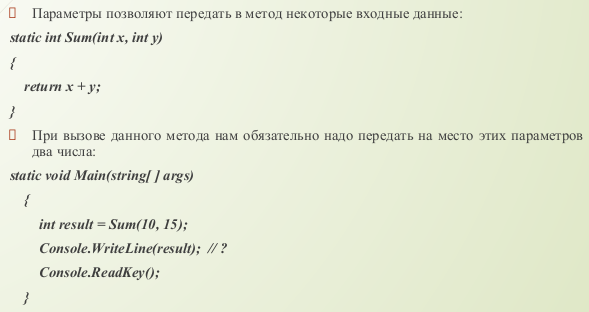 Параметры позволяют передать в метод некоторые входные данные:
static int Sum(int x, int y)
{
return x + y;
}
При вызове данного метода нам обязательно надо передать на место этих параметров
два числа:
static void Main(string[ ] args)
{
int result = Sum(10, 15);
Console.WriteLine(result); // ?
Console.ReadKey();
}